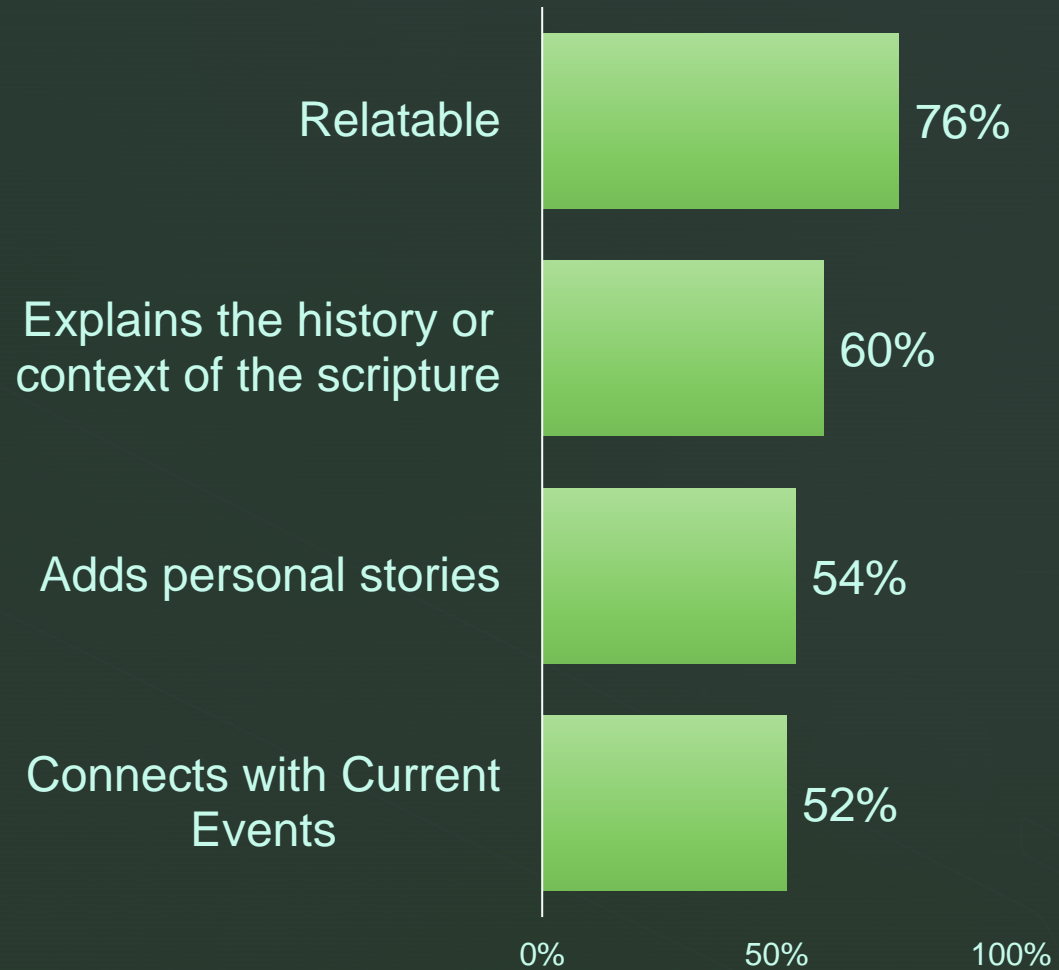 Relatable
76%
Explains the history or
context of the scripture
60%
Adds personal stories
54%
Connects with Current
Events
52%
0% 50% 100%